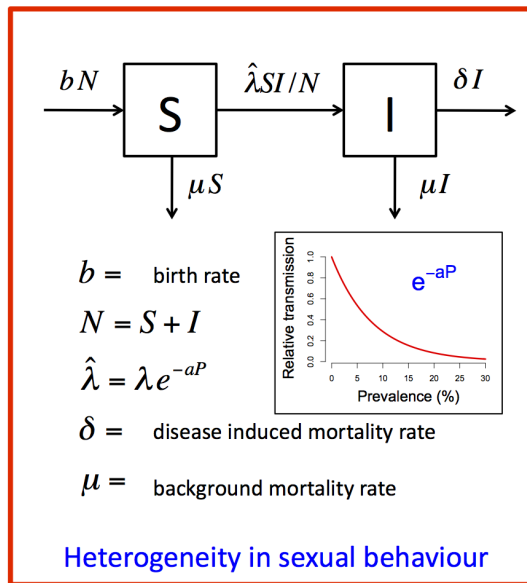 bN
S
λ̂SI/N
I
δI
μS
μI
b = birth rate
N = S + I
λ̂ = λe^{-aP}
δ = disease induced mortality rate
μ = background mortality rate
Relative transmission
1.0
0.8
0.6
0.4
0.2
0.0
e^{-aP}
0 5 10 15 20 25 30
Prevalence (%)
Heterogeneity in sexual behaviour